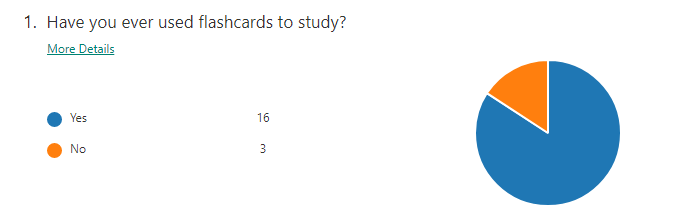 1. Have you ever used flashcards to study?
More Details
Yes 16
No 3